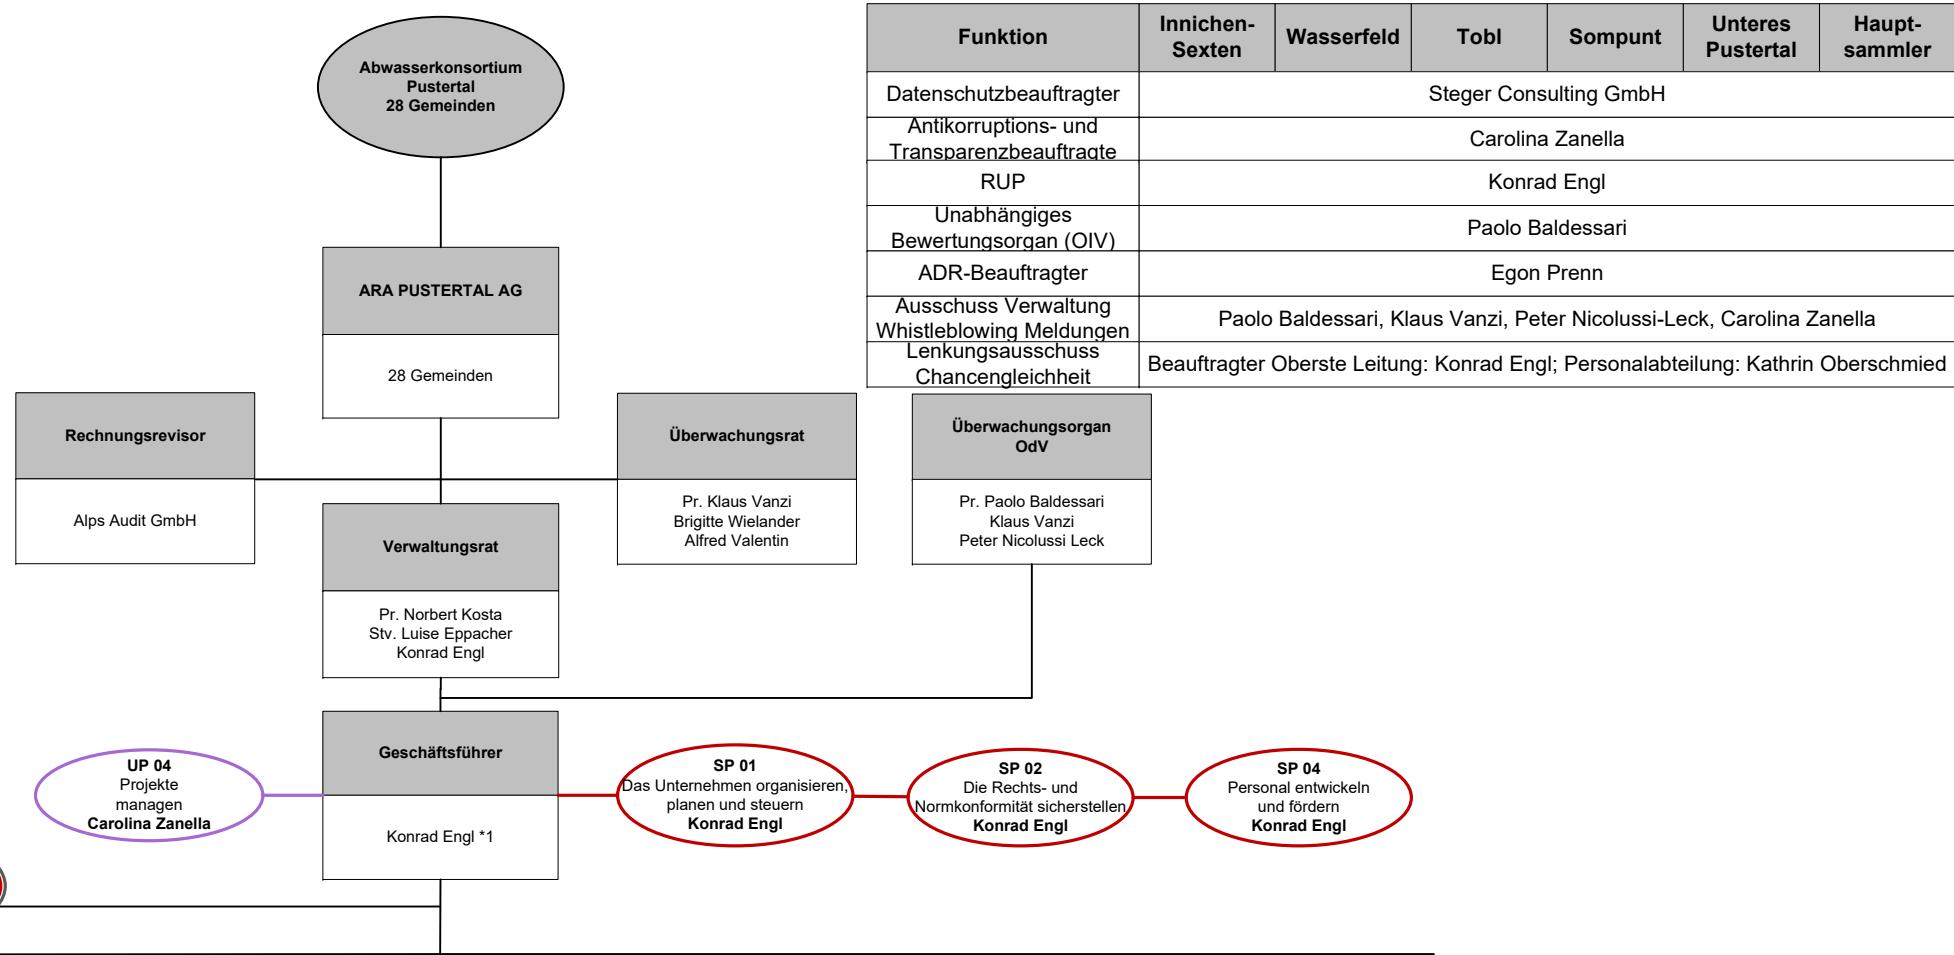 Abwasserkonsortium
Pustertal
28 Gemeinden
Funktion
Innichen-
Sexten
Wasserfeld
Tobl
Sompunt
Unteres
Pustertal
Haupt-
sammler
Datenschutzbeauftragter
Steger Consulting GmbH
Antikorruptions- und
Transparenzbeauftragte
Carolina Zanella
RUP
Konrad Engl
Unabhängiges
Bewertungsorgan (OIV)
Paolo Baldessari
ADR-Beauftragter
Egon Prenn
Ausschuss Verwaltung
Whistleblowing Meldungen
Paolo Baldessari, Klaus Vanzi, Peter Nicolussi-Leck, Carolina Zanella
Lenkungsausschuss
Chancengleichheit
Beauftragter Oberste Leitung: Konrad Engl; Personalabteilung: Kathrin Oberschmied
ARA PUSTERTAL AG
28 Gemeinden
Rechnungsrevisor
Alps Audit GmbH
Überwachungsrat
Pr. Klaus Vanzi
Brigitte Wielander
Alfred Valentin
Überwachungsorgan
OdV
Pr. Paolo Baldessari
Klaus Vanzi
Peter Nicolussi Leck
Verwaltungsrat
Pr. Norbert Kosta
Stv. Luise Eppacher
Konrad Engl
UP 04
Projekte
managen
Carolina Zanella
Geschäftsführer
Konrad Engl *1
SP 01
Das Unternehmen organisieren,
planen und steuern
Konrad Engl
SP 02
Die Rechts- und
Normkonformität sicherstellen
Konrad Engl
SP 04
Personal entwickeln
und fördern
Konrad Engl